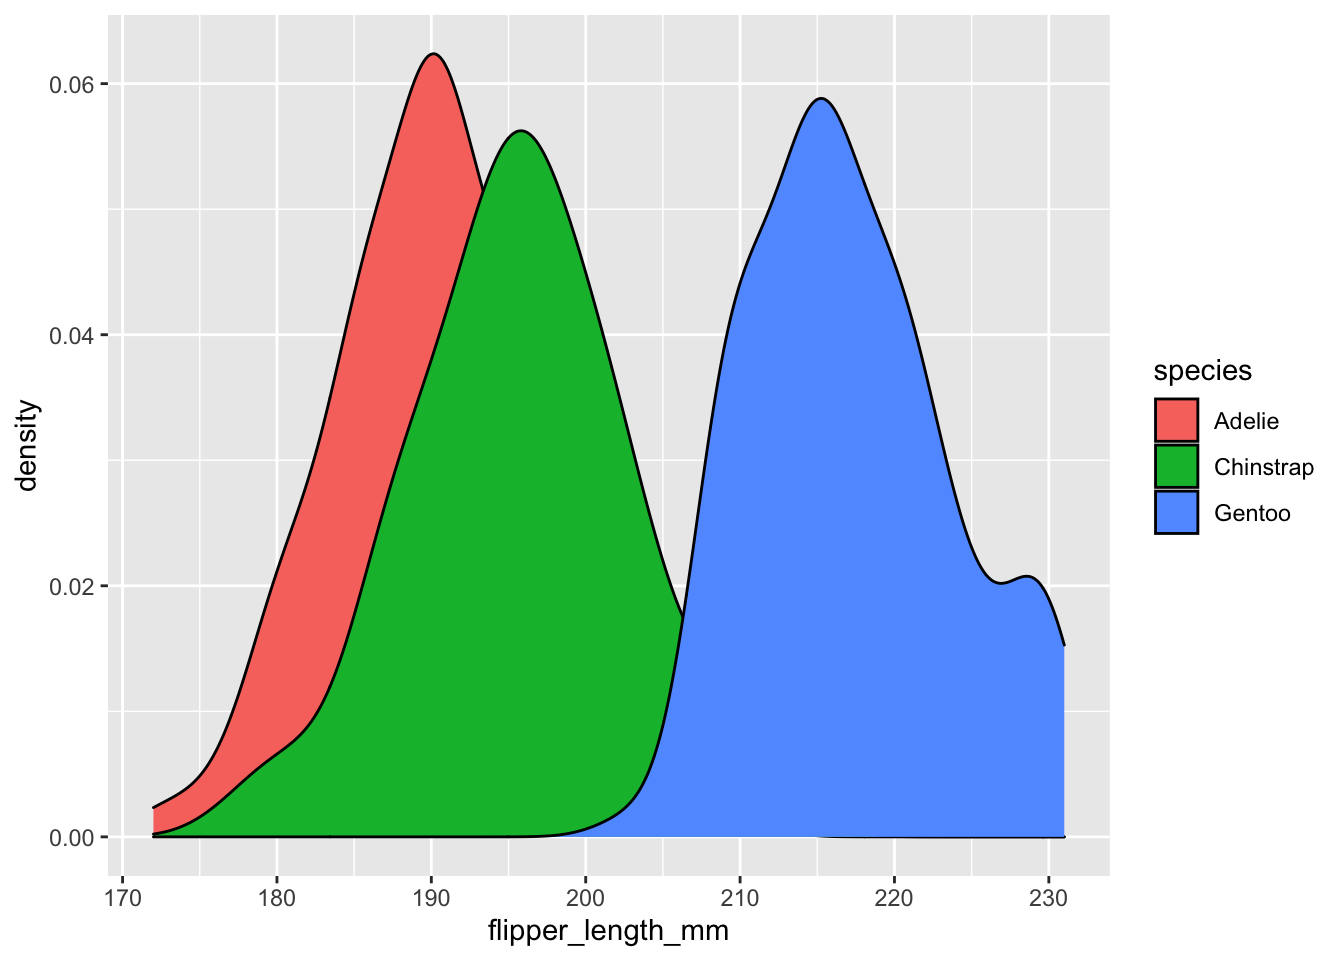 density
0.06
0.04
0.02
0.00
170 180 190 200 210 220 230
flipper_length_mm
species
Adelie
Chinstrap
Gentoo